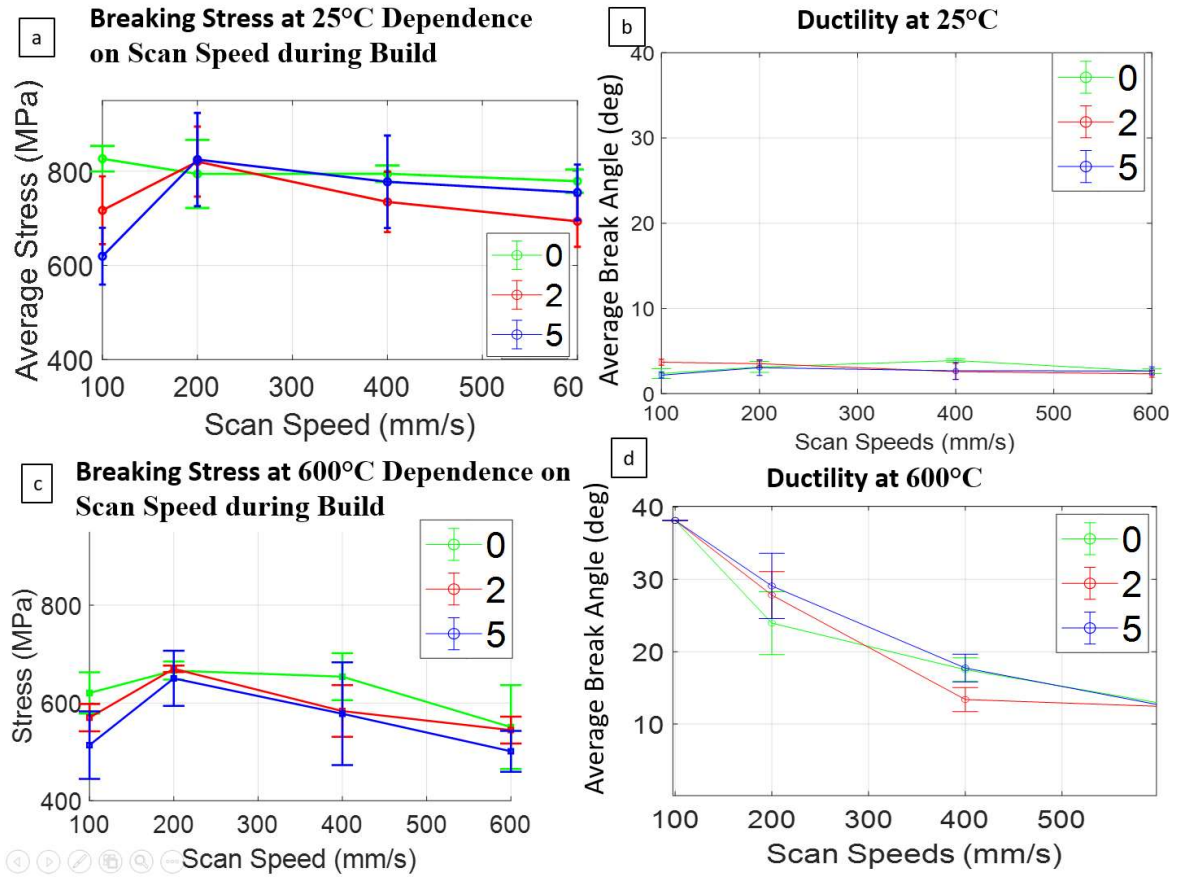 a
Breaking Stress at 25°C Dependence
on Scan Speed during Build
Average Stress (MPa)
800
600
400
100
200
300
400
500
600
Scan Speed (mm/s)
0
2
5
b
Ductility at 25°C
Average Break Angle (deg)
40
30
20
10
0
100
200
300
400
500
600
Scan Speeds (mm/s)
0
2
5
c
Breaking Stress at 600°C Dependence on
Scan Speed during Build
Stress (MPa)
800
600
400
100
200
300
400
500
600
Scan Speed (mm/s)
0
2
5
d
Ductility at 600°C
Average Break Angle (deg)
40
30
20
10
100
200
300
400
500
Scan Speeds (mm/s)
0
2
5